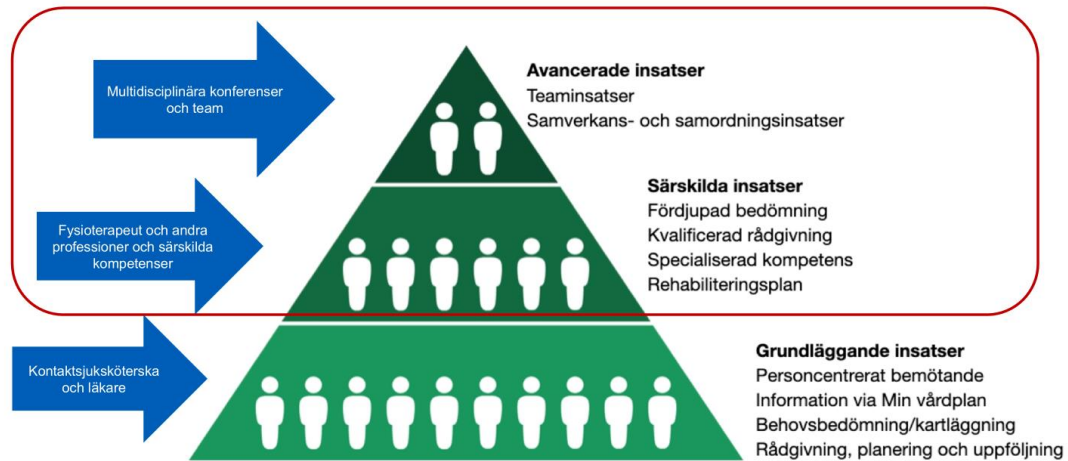 Multidisciplinära konferenser
och team
Avancerade insatser
Teaminsatser
Samverkans- och samordningsinsatser
Fysioterapeut och andra
professioner och särskilda
kompetenser
Särskilda insatser
Fördjupad bedömning
Kvalificerad rådgivning
Specialiserad kompetens
Rehabiliteringsplan
Kontaktsjuksköterska
och läkare
Grundläggande insatser
Personcentrerat bemötande
Information via Min vårdplan
Behovsbedömning/kartläggning
Rådgivning, planering och uppföljning